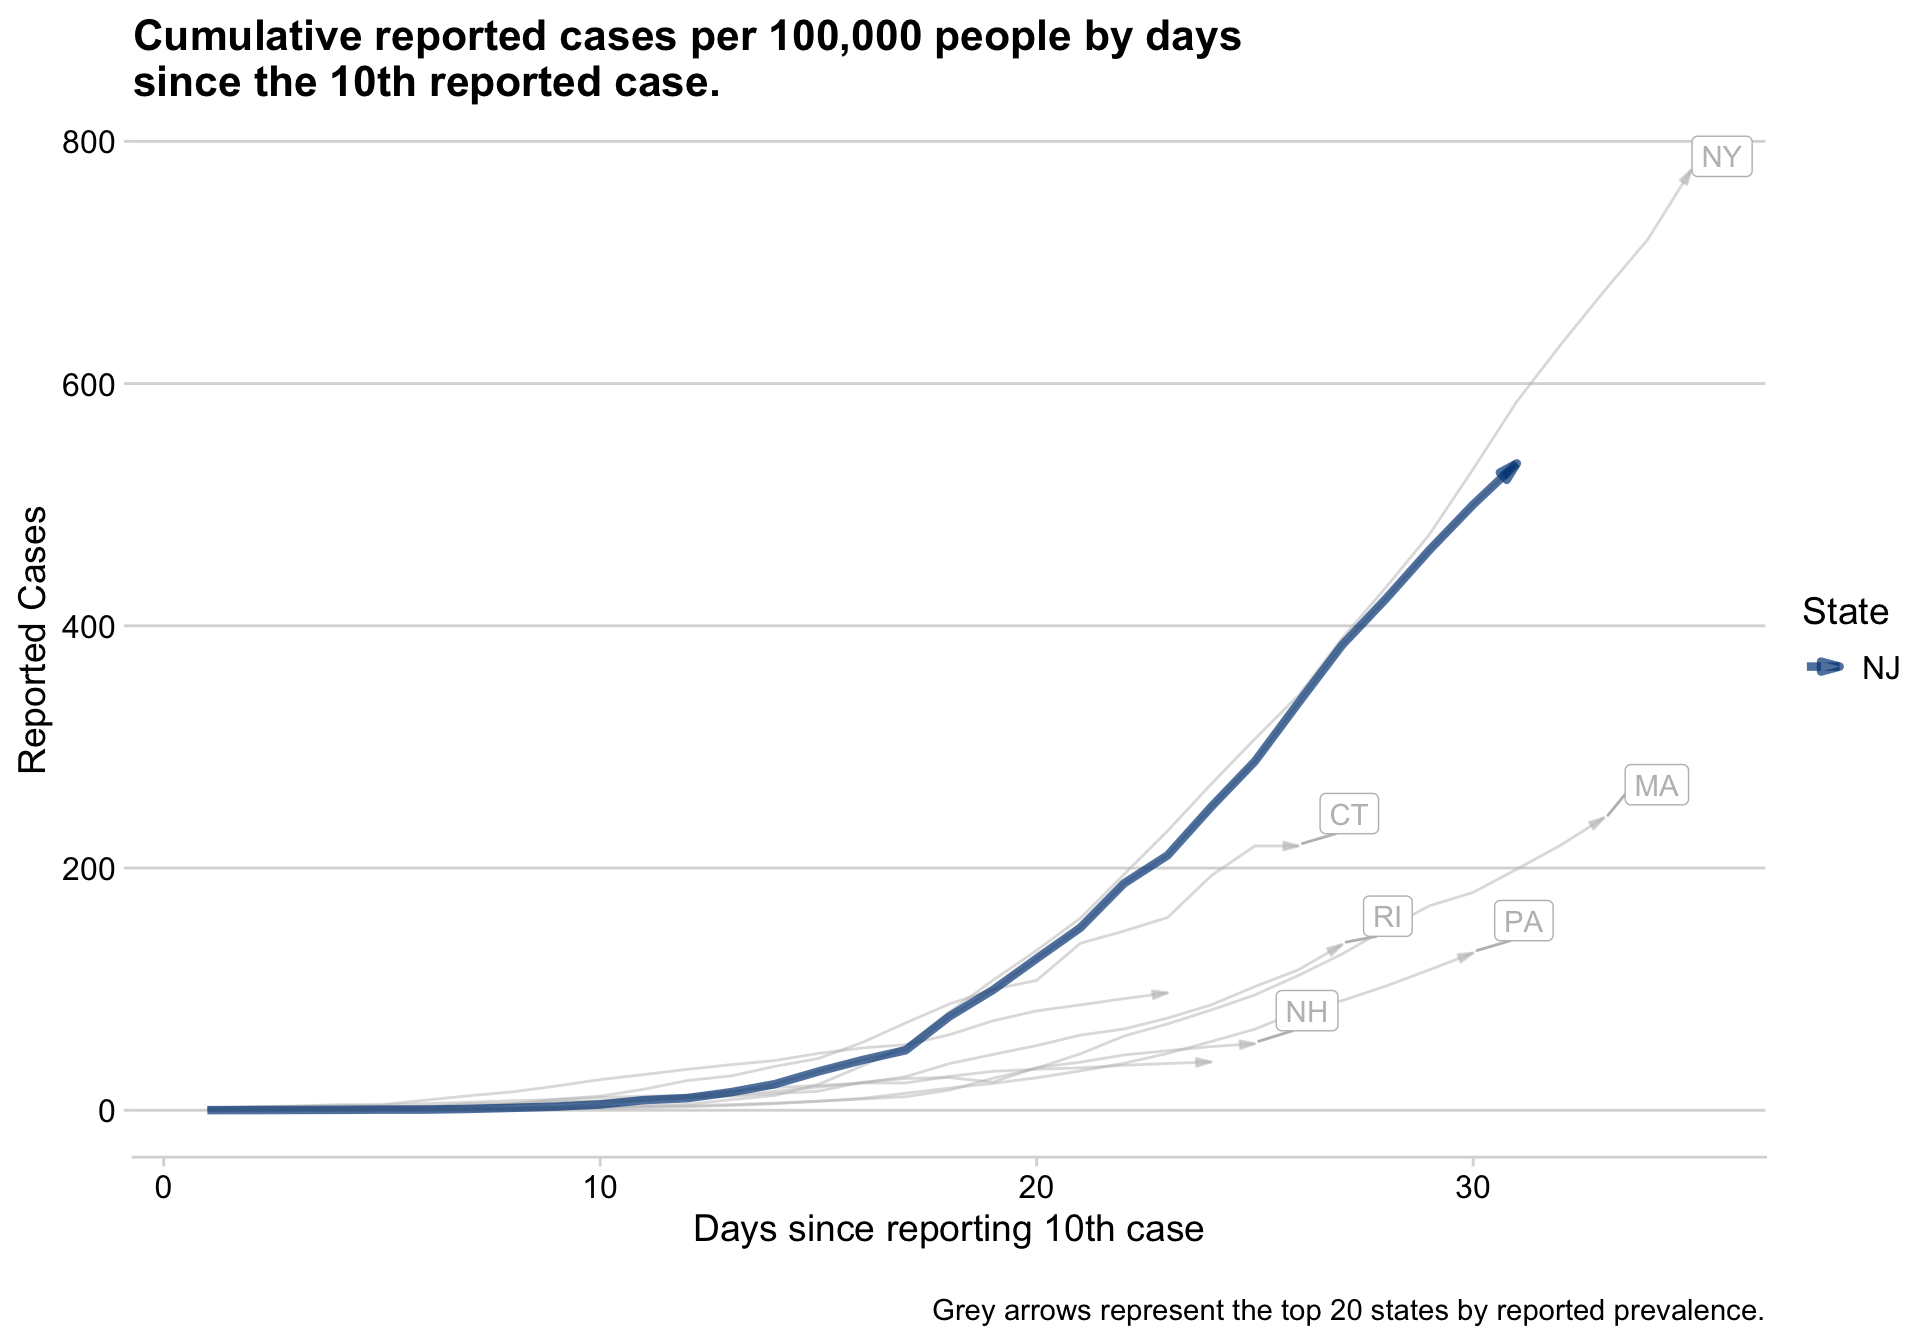 Cumulative reported cases per 100,000 people by days
since the 10th reported case.
800
600
400
200
0
Reported Cases
NY
MA
CT
RI
PA
NH
State
NJ
0 10 20 30
Days since reporting 10th case
Grey arrows represent the top 20 states by reported prevalence.